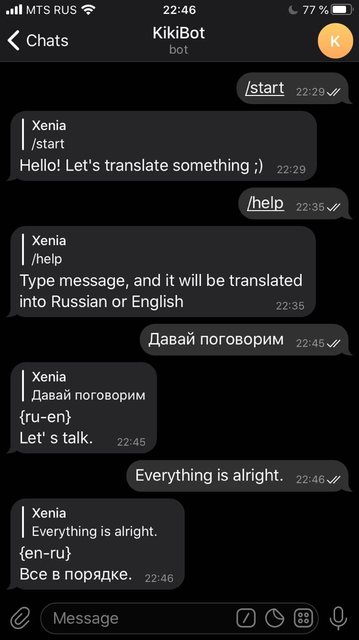 MTS RUS 22:46 77 %
Chats
KikiBot
bot
K
/start 22:29
Xenia
/start
Hello! Let's translate something ;) 22:29
/help 22:35
Xenia
/help
Type message, and it will be translated
into Russian or English 22:35
Давай поговорим 22:45
Xenia
Давай поговорим
{ru-en}
Let' s talk. 22:45
Everything is alright. 22:46
Xenia
Everything is alright.
{en-ru}
Все в порядке. 22:46
Message